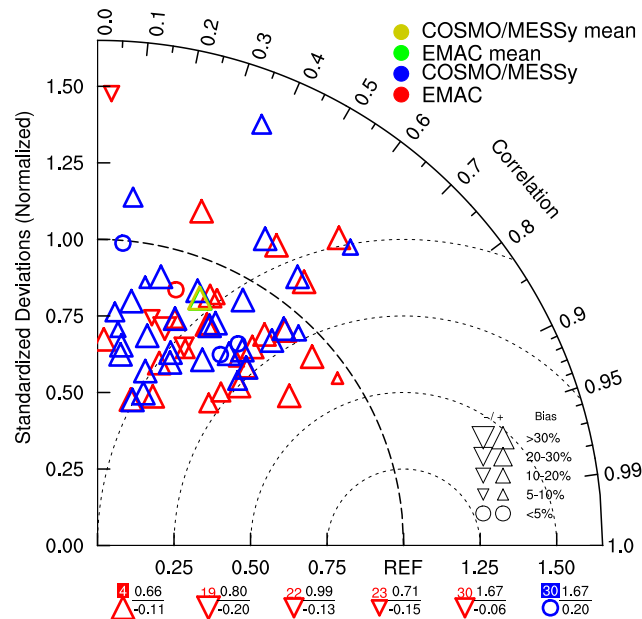 COSMO/MESSy mean
EMAC mean
COSMO/MESSy
EMAC
0.0 0.1 0.2 0.3 0.4 0.5 0.6 0.7 0.8 0.9 0.95 0.99 1.0
Correlation
Standardized Deviations (Normalized)
1.50
1.25
1.00
0.75
0.50
0.25
0.00
−/ + Bias
>30%
20-30%
10-20%
5-10%
<5%
0.25 0.50 0.75 REF 1.25 1.50
4 0.66 19 0.80 22 0.99 23 0.71 30 1.67 30 1.67
-0.11 -0.20 -0.13 -0.15 -0.06 0.20